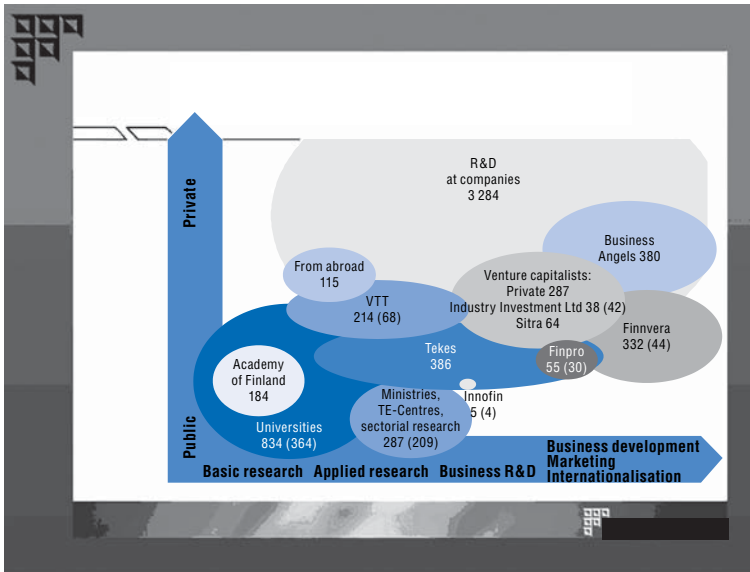 R&D
at companies
3 284
Private
Business
Angels 380
From abroad
115
Venture capitalists:
Private 287
Industry Investment Ltd 38 (42)
Sitra 64
VTT
214 (68)
Finnvera
332 (44)
Tekes
386
Finpro
55 (30)
Academy
of Finland
184
Ministries,
TE-Centres,
sectorial research
287 (209)
Innofin
5 (4)
Universities
834 (364)
Public
Basic research
Applied research
Business R&D
Business development
Marketing
Internationalisation